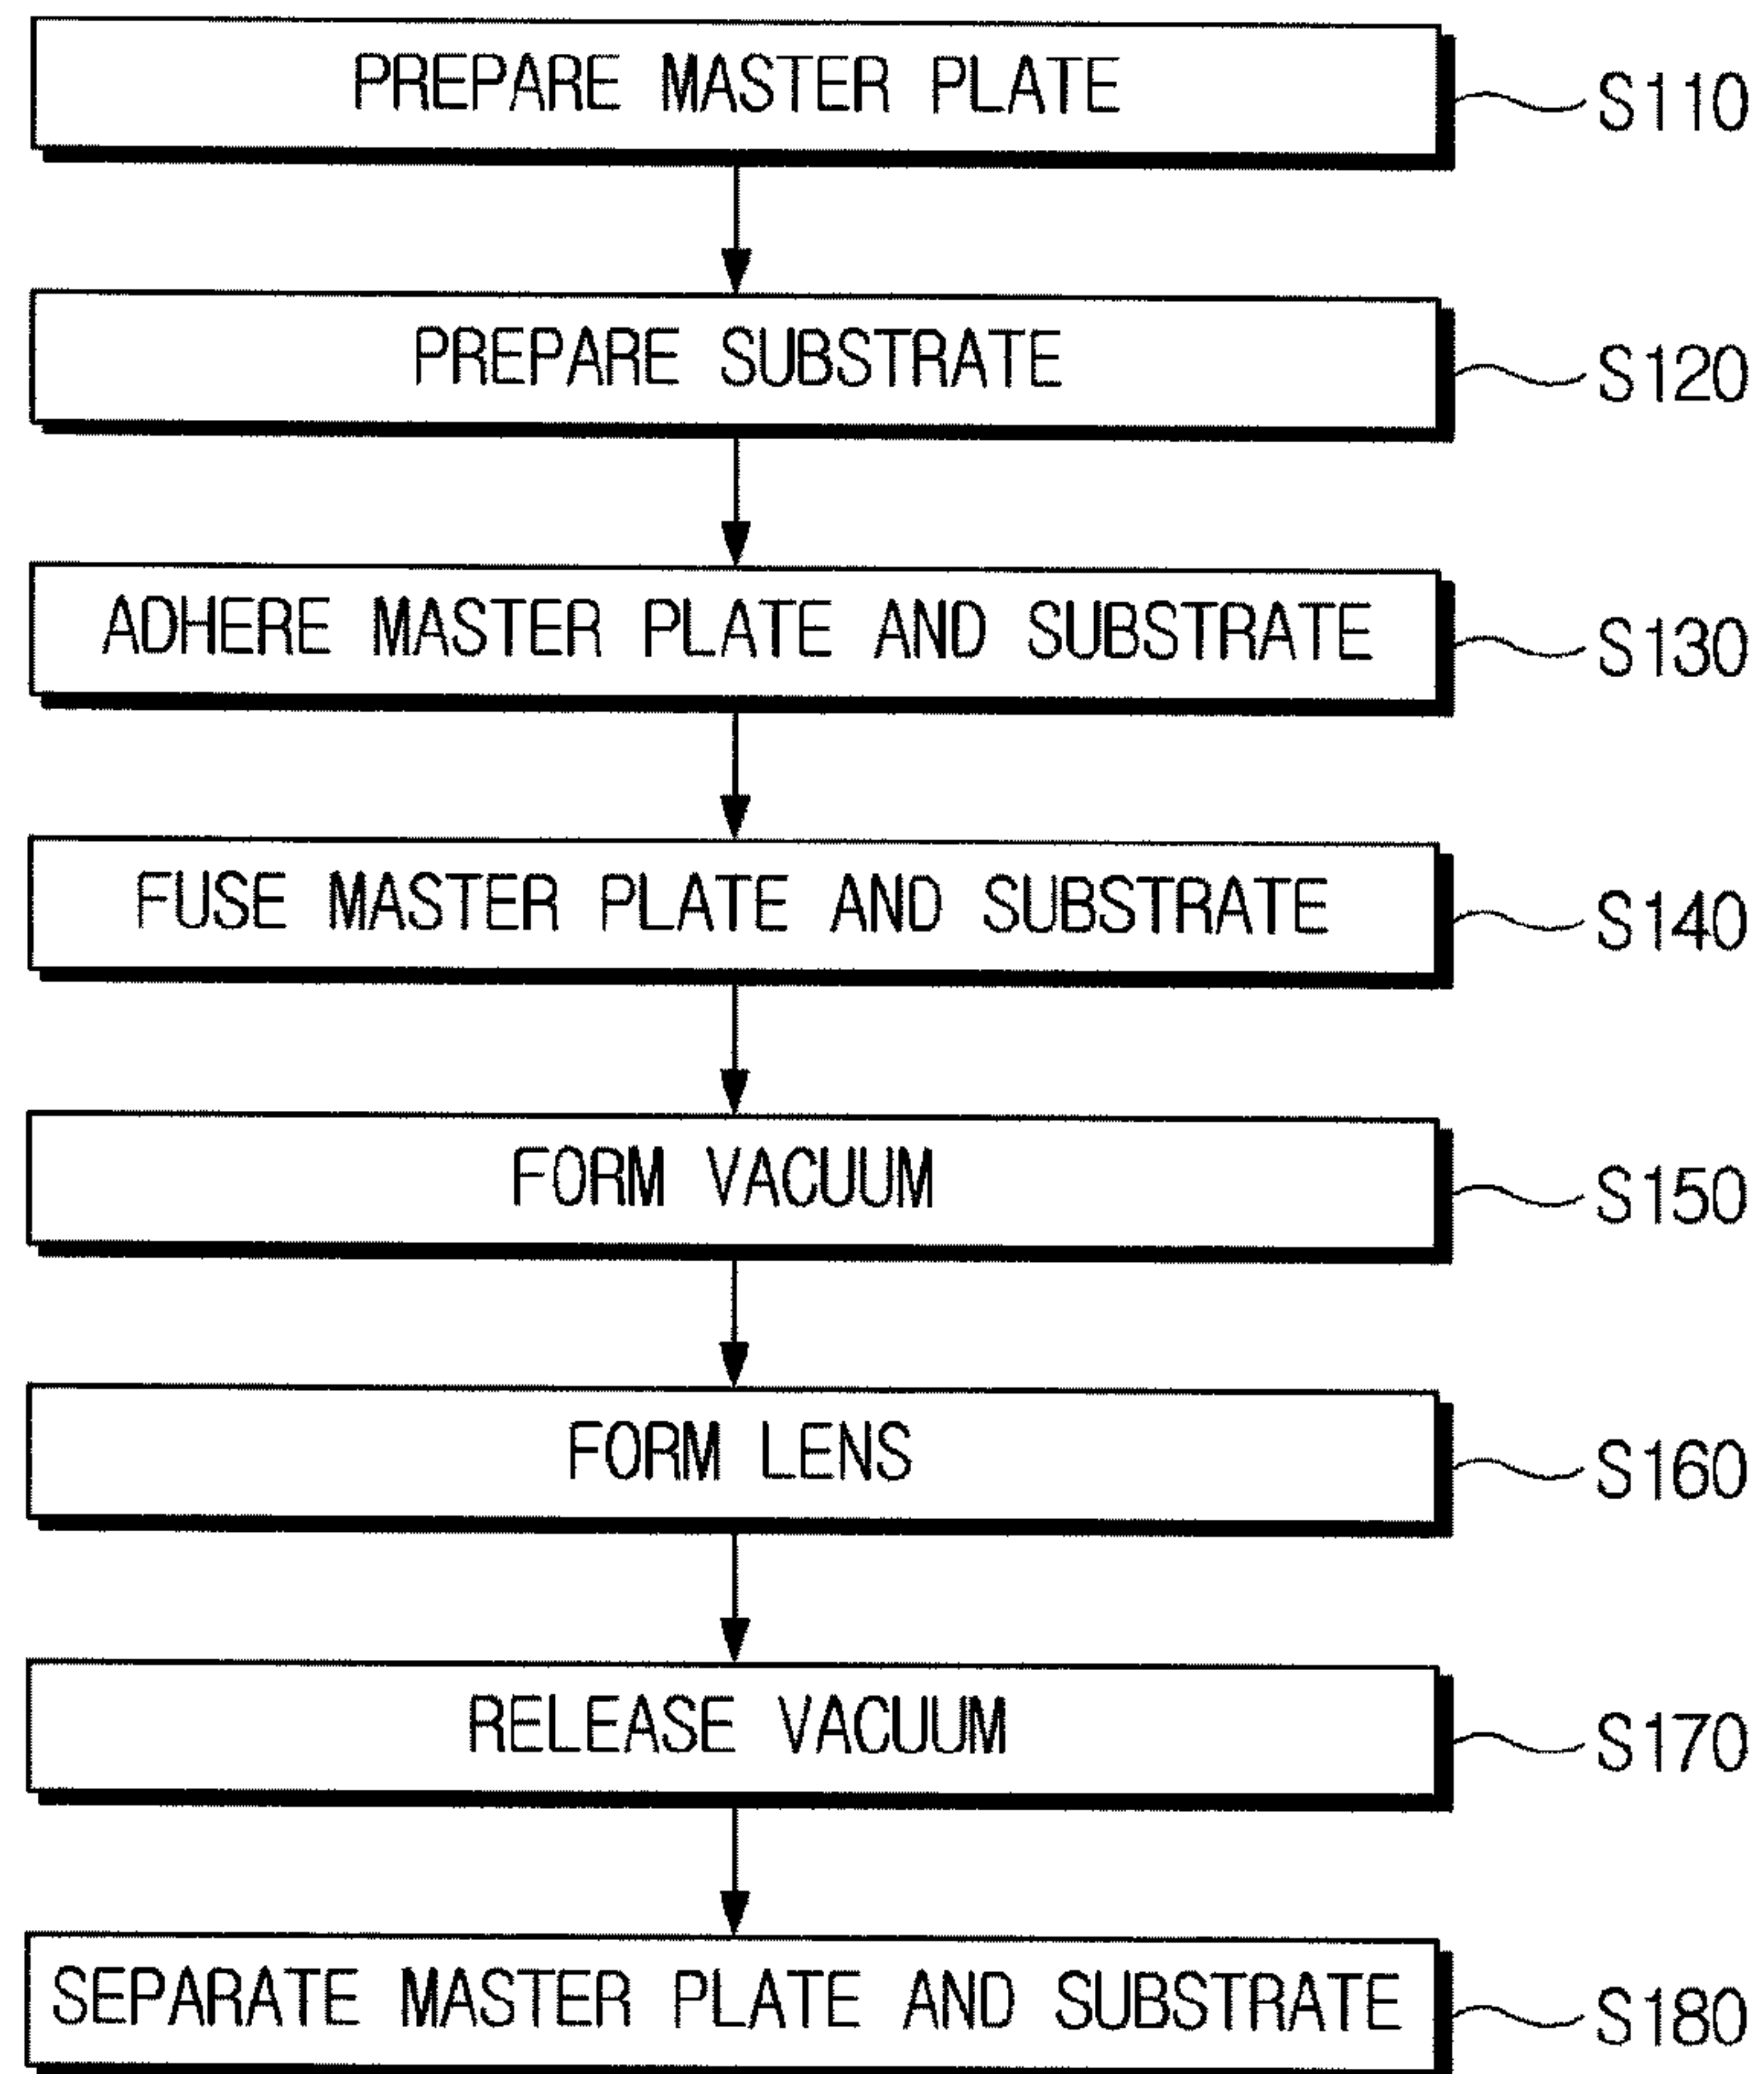 PREPARE MASTER PLATE S110
PREPARE SUBSTRATE S120
ADHERE MASTER PLATE AND SUBSTRATE S130
FUSE MASTER PLATE AND SUBSTRATE S140
FORM VACUUM S150
FORM LENS S160
RELEASE VACUUM S170
SEPARATE MASTER PLATE AND SUBSTRATE S180